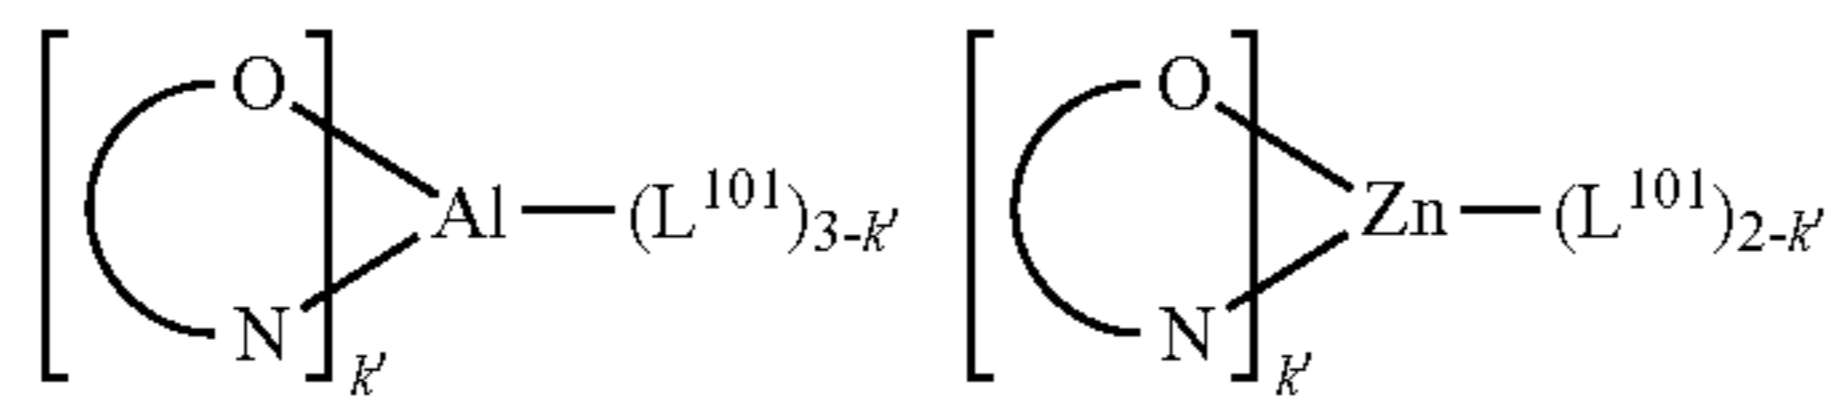 O O
Al (L¹⁰¹)₃₋ₖ′ Zn (L¹⁰¹)₂₋ₖ′
N N
k′ k′